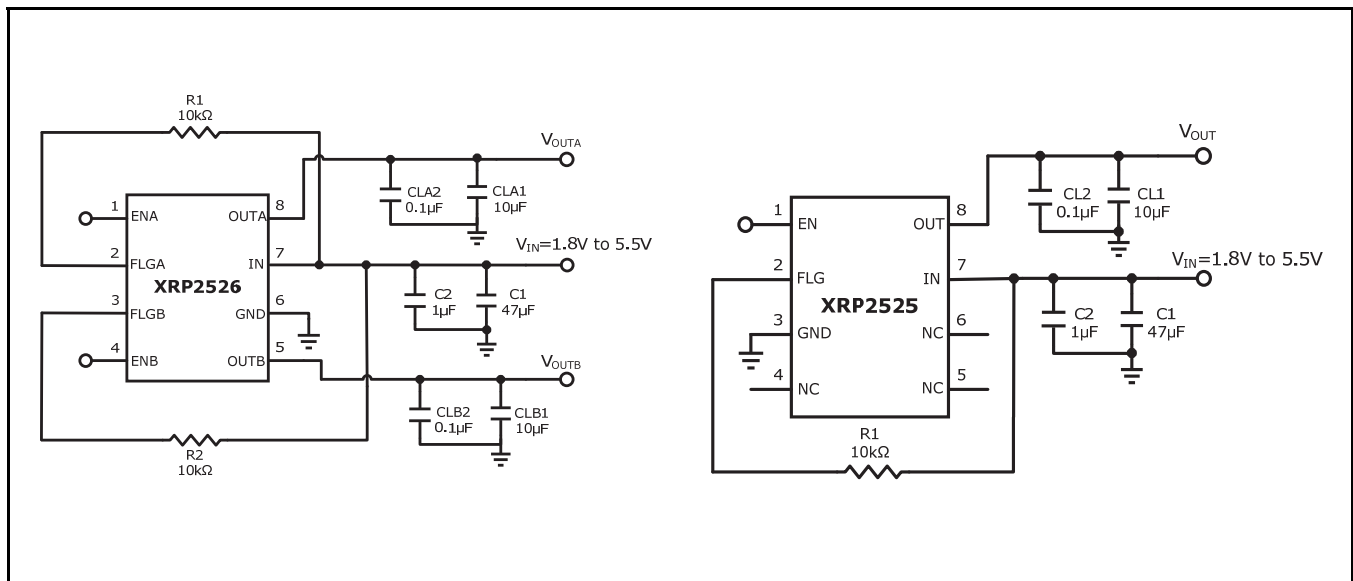 R1
10kΩ
VOUTA
CLA2
0.1µF
CLA1
10µF
1
ENA
OUTA
8
VIN=1.8V to 5.5V
2
FLGA
IN
7
XRP2526
C2
1µF
C1
47µF
3
FLGB
GND
6
4
ENB
OUTB
5
VOUTB
CLB2
0.1µF
CLB1
10µF
R2
10kΩ
VOUT
CL2
0.1µF
CL1
10µF
1
EN
OUT
8
VIN=1.8V to 5.5V
2
FLG
IN
7
XRP2525
C2
1µF
C1
47µF
3
GND
NC
6
4
NC
NC
5
R1
10kΩ